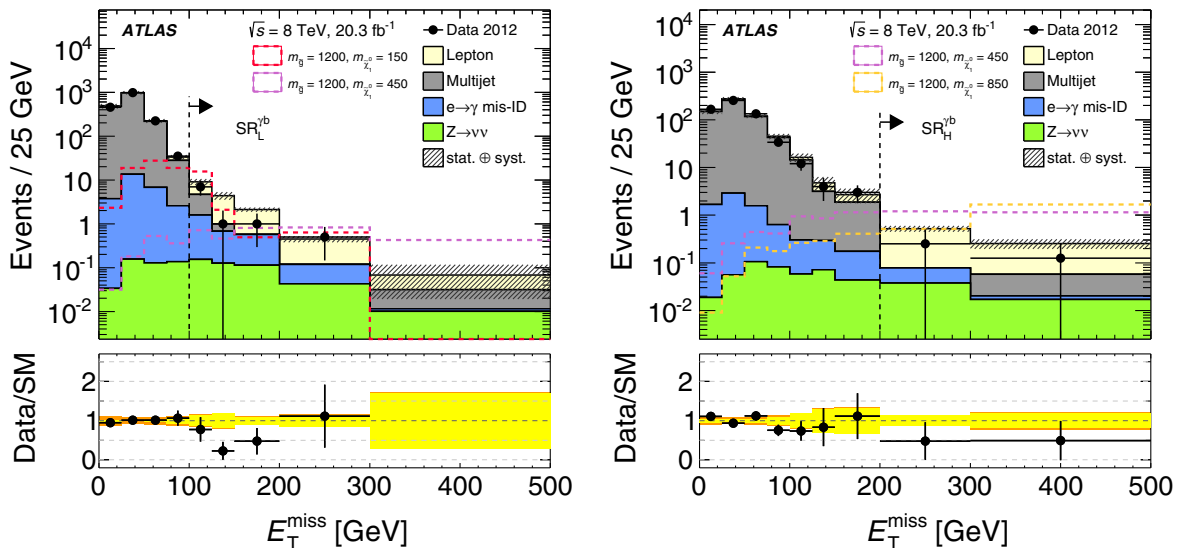 ATLAS
√s = 8 TeV, 20.3 fb⁻¹
Data 2012
m_g̃ = 1200, m_χ̃₁⁰ = 150
m_g̃ = 1200, m_χ̃₁⁰ = 450
Lepton
Multijet
e→γ mis-ID
Z→νν
stat. ⊕ syst.
SR_L^γb
Events / 25 GeV
10⁴
10³
10²
10
1
10⁻¹
10⁻²
Data/SM
2
1
0
0 100 200 300 400 500
E_T^miss [GeV]
ATLAS
√s = 8 TeV, 20.3 fb⁻¹
Data 2012
m_g̃ = 1200, m_χ̃₁⁰ = 450
m_g̃ = 1200, m_χ̃₁⁰ = 850
Lepton
Multijet
e→γ mis-ID
Z→νν
stat. ⊕ syst.
SR_H^γb
Events / 25 GeV
10⁴
10³
10²
10
1
10⁻¹
10⁻²
Data/SM
2
1
0
0 100 200 300 400 500
E_T^miss [GeV]